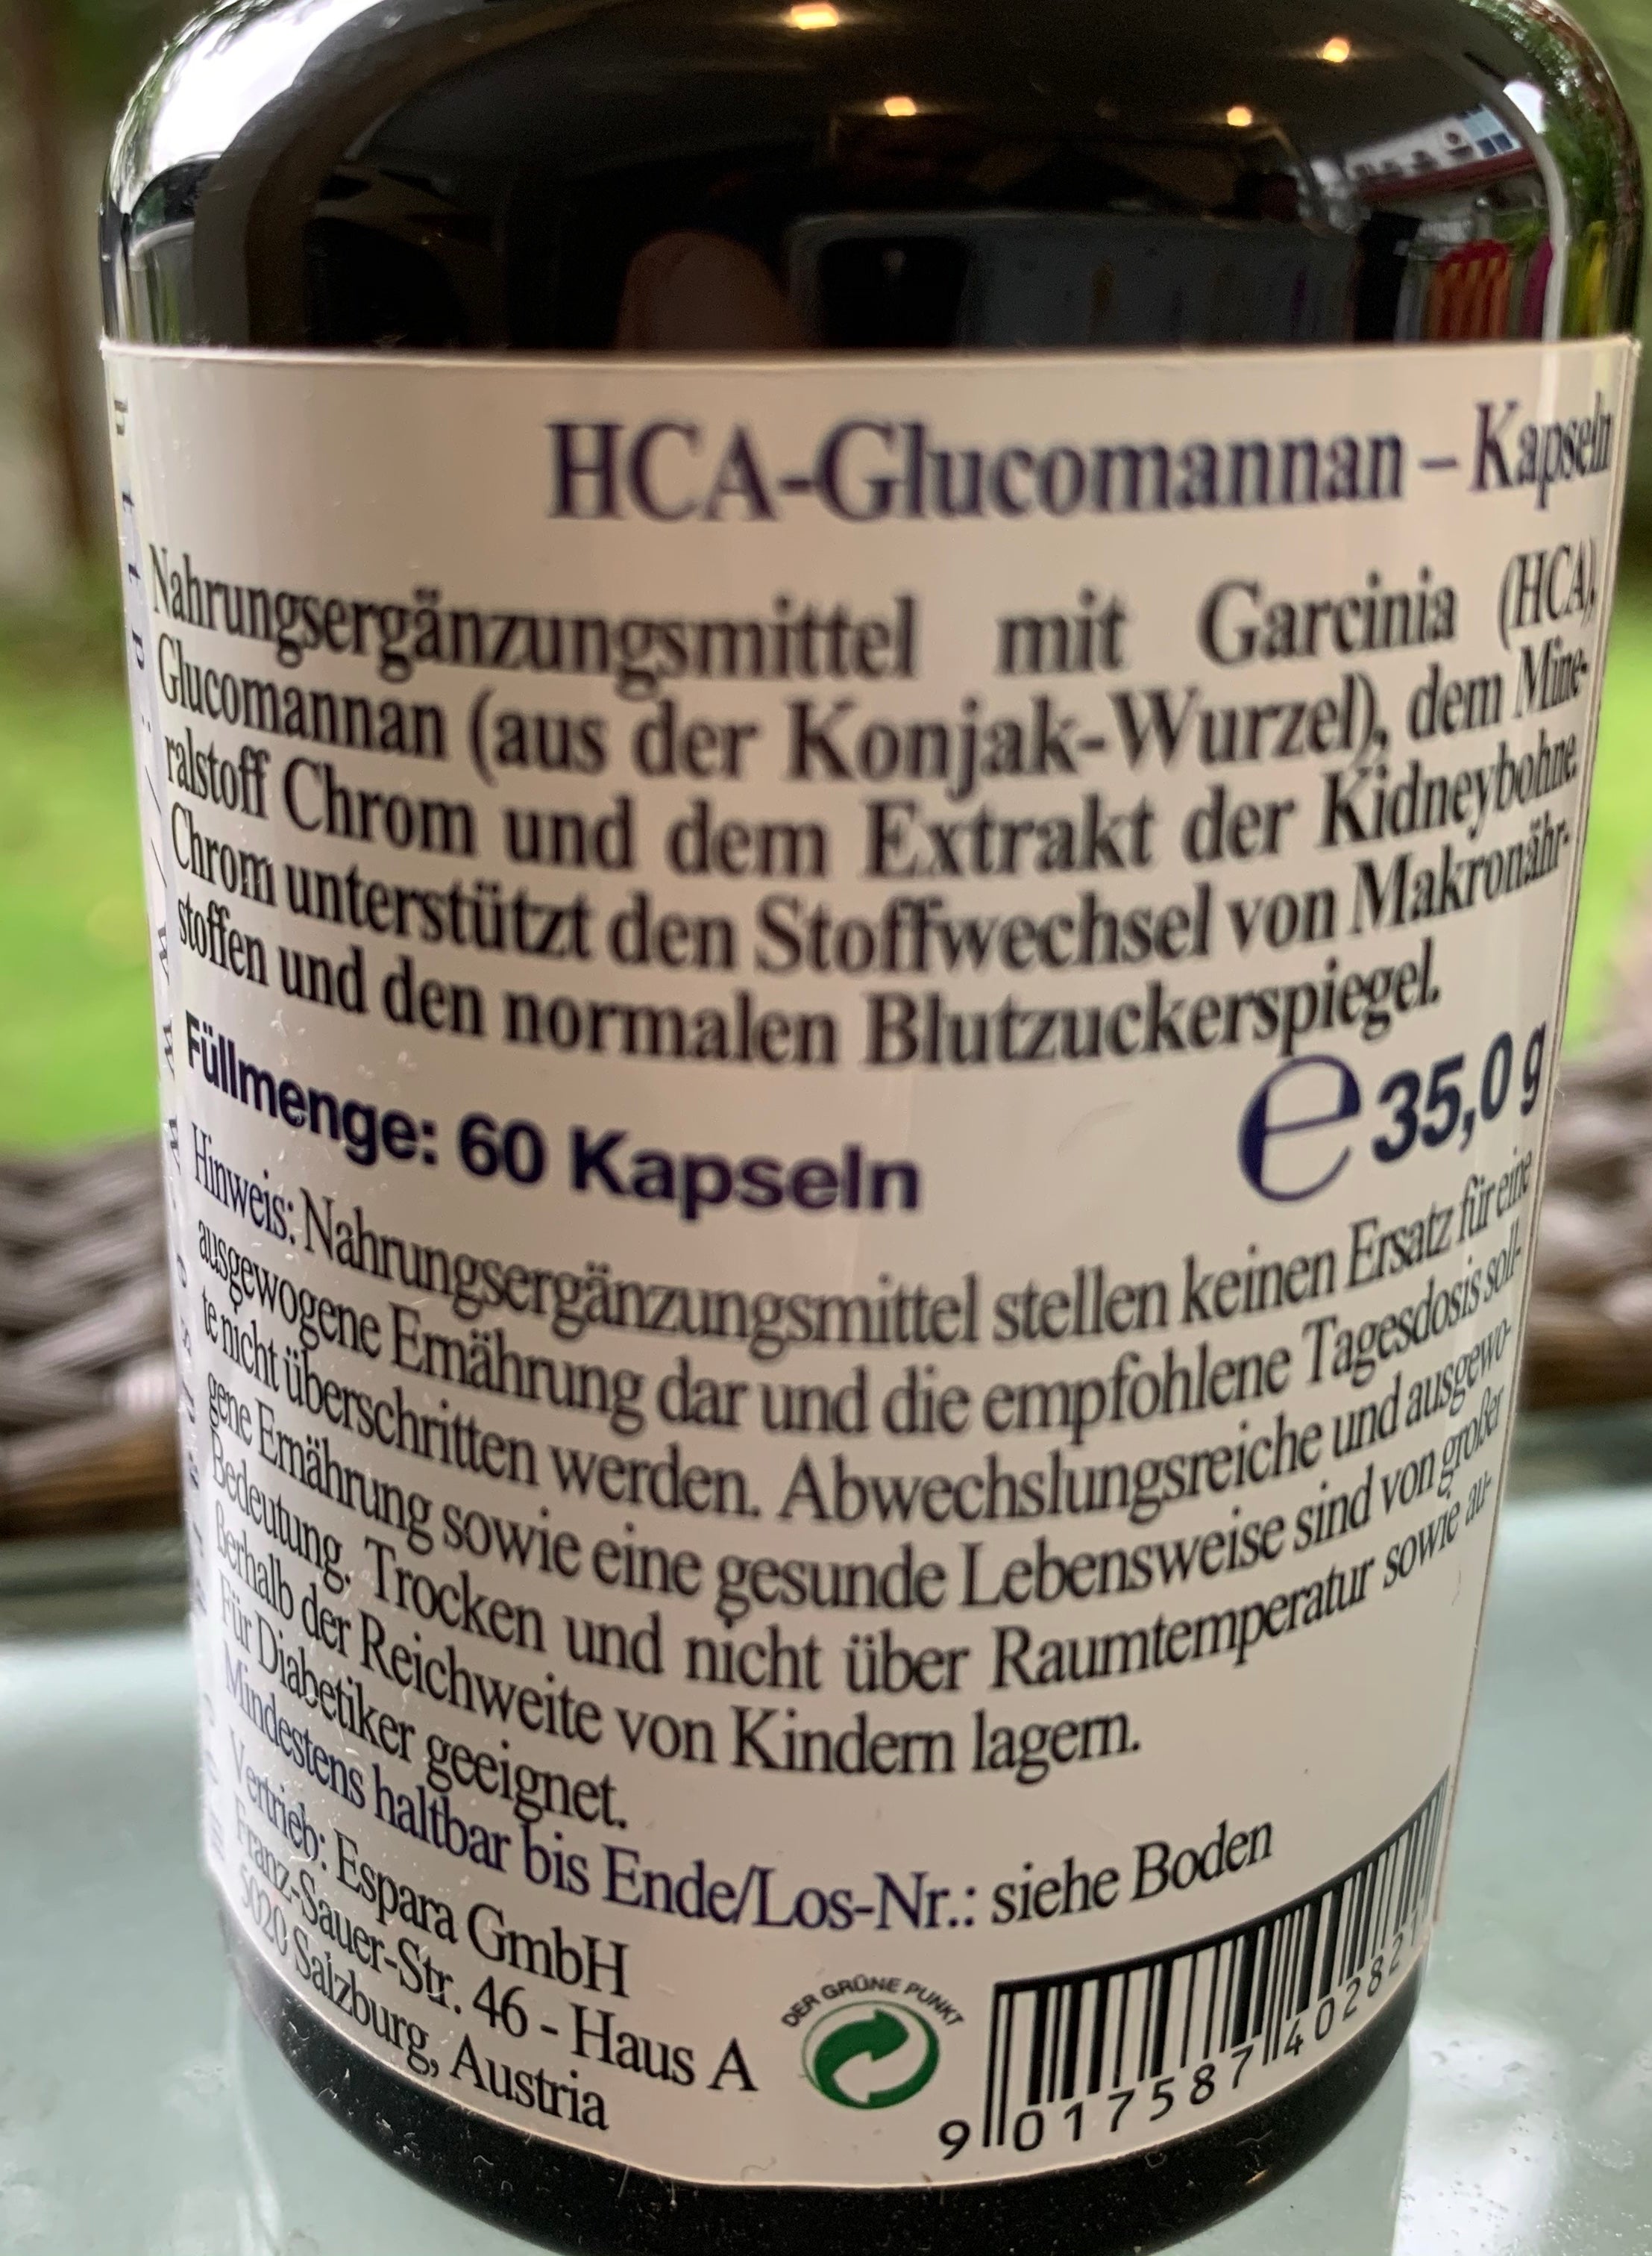 HCA-Glucomannan – Kapseln
Nahrungsergänzungsmittel mit Garcinia (HCA),
Glucomannan (aus der Konjak-Wurzel), dem Mine-
ralstoff Chrom und dem Extrakt der Kidneybohne.
Chrom unterstützt den Stoffwechsel von Makronähr-
stoffen und den normalen Blutzuckerspiegel.
Füllmenge: 60 Kapseln e 35,0 g
Hinweis: Nahrungsergänzungsmittel stellen keinen Ersatz für eine
ausgewogene Ernährung dar und die empfohlene Tagesdosis soll-
te nicht überschritten werden. Abwechslungsreiche und ausgewo-
gene Ernährung sowie eine gesunde Lebensweise sind von großer
Bedeutung. Trocken und nicht über Raumtemperatur sowie au-
ßerhalb der Reichweite von Kindern lagern.
Für Diabetiker geeignet.
Mindestens haltbar bis Ende/Los-Nr.: siehe Boden
Vertrieb: Espara GmbH
Franz-Sauer-Str. 46 - Haus A
5020 Salzburg, Austria
DER GRÜNE PUNKT
9 017587 402821